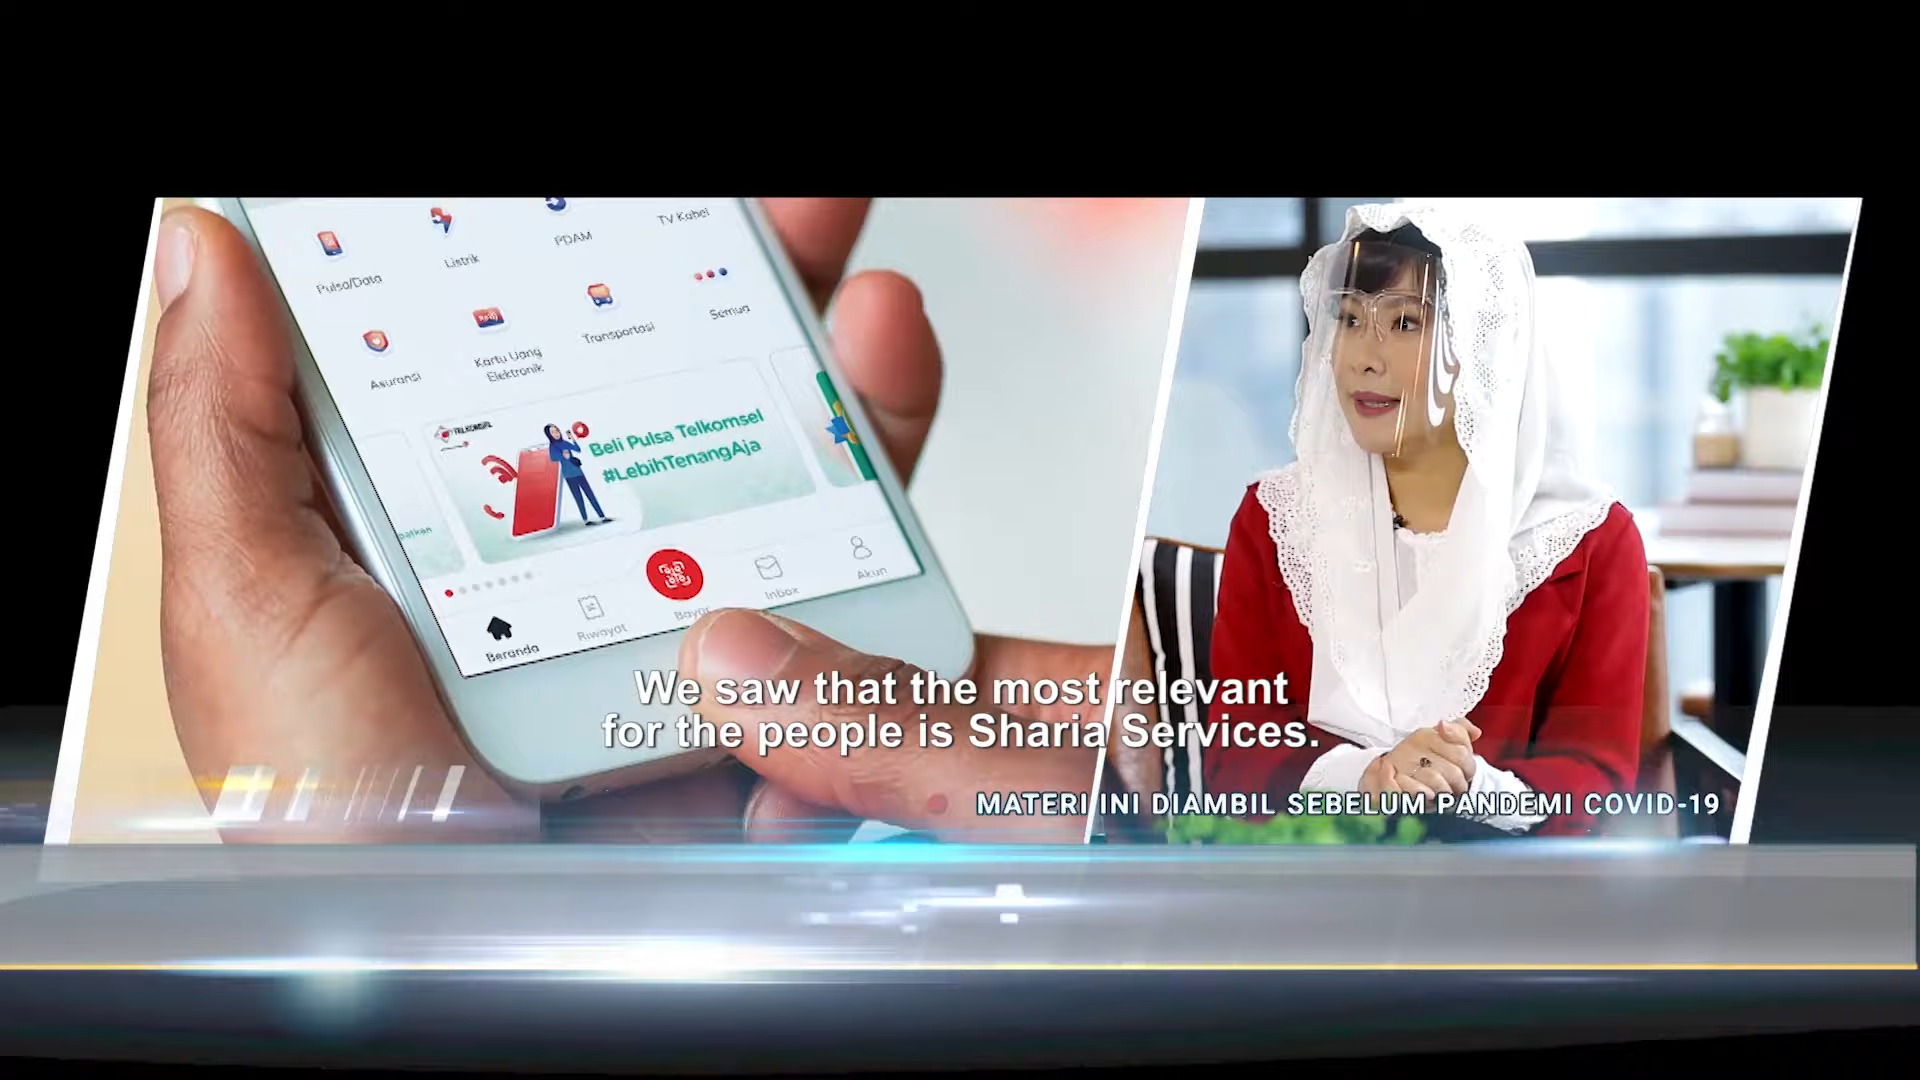 PDAM
TV Kabel
Pulsa/Data
Listrik
Asuransi
Kartu Uang
Elektronik
Transportasi
Semua
TELKOMSEL
Beli Pulsa Telkomsel
#LebihTenangAja
Beranda
Riwayat
Bayar
Inbox
Akun
We saw that the most relevant
for the people is Sharia Services.
MATERI INI DIAMBIL SEBELUM PANDEMI COVID-19